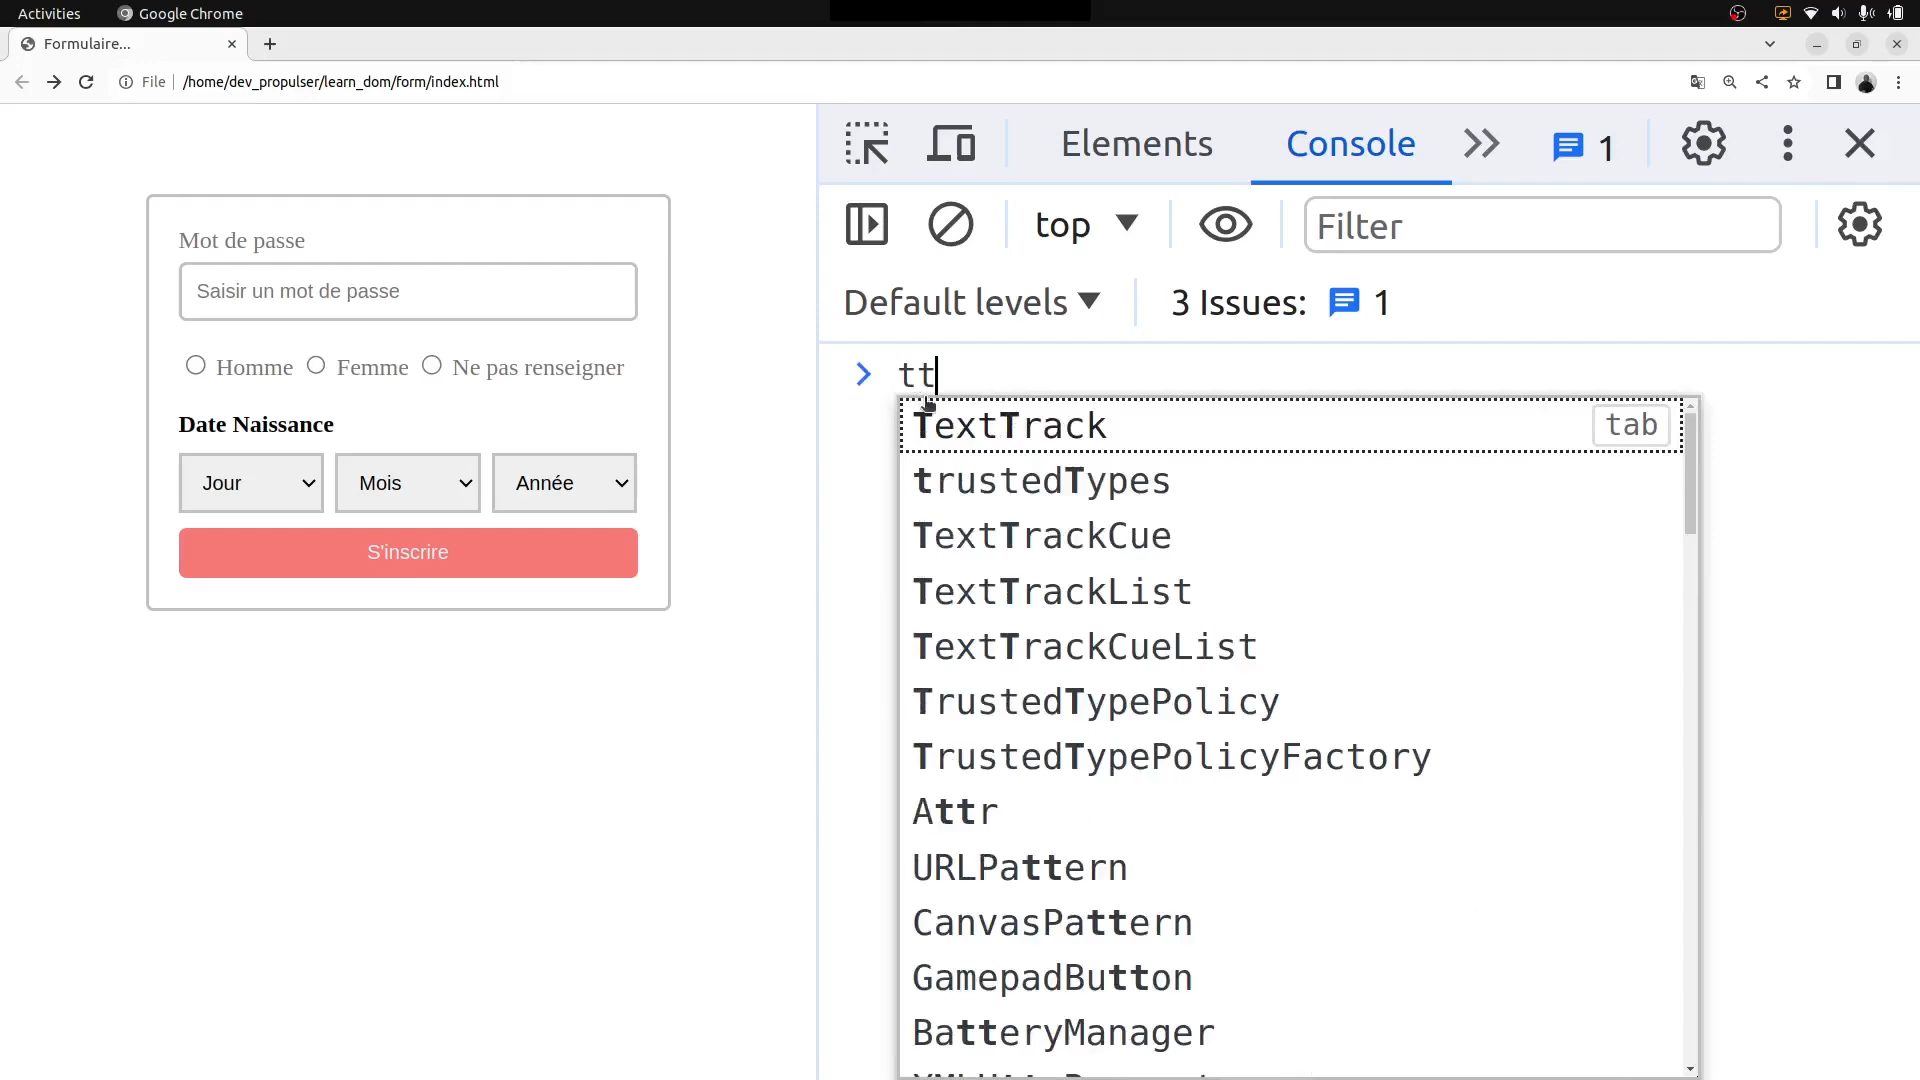 Activities
Google Chrome
Formulaire...
File
/home/dev_propulser/learn_dom/form/index.html
Mot de passe
Saisir un mot de passe
Homme
Femme
Ne pas renseigner
Date Naissance
Jour
Mois
Année
S'inscrire
Elements
Console
1
top
Filter
Default levels
3 Issues:
1
tt
TextTrack
tab
trustedTypes
TextTrackCue
TextTrackList
TextTrackCueList
TrustedTypePolicy
TrustedTypePolicyFactory
Attr
URLPattern
CanvasPattern
GamepadButton
BatteryManager